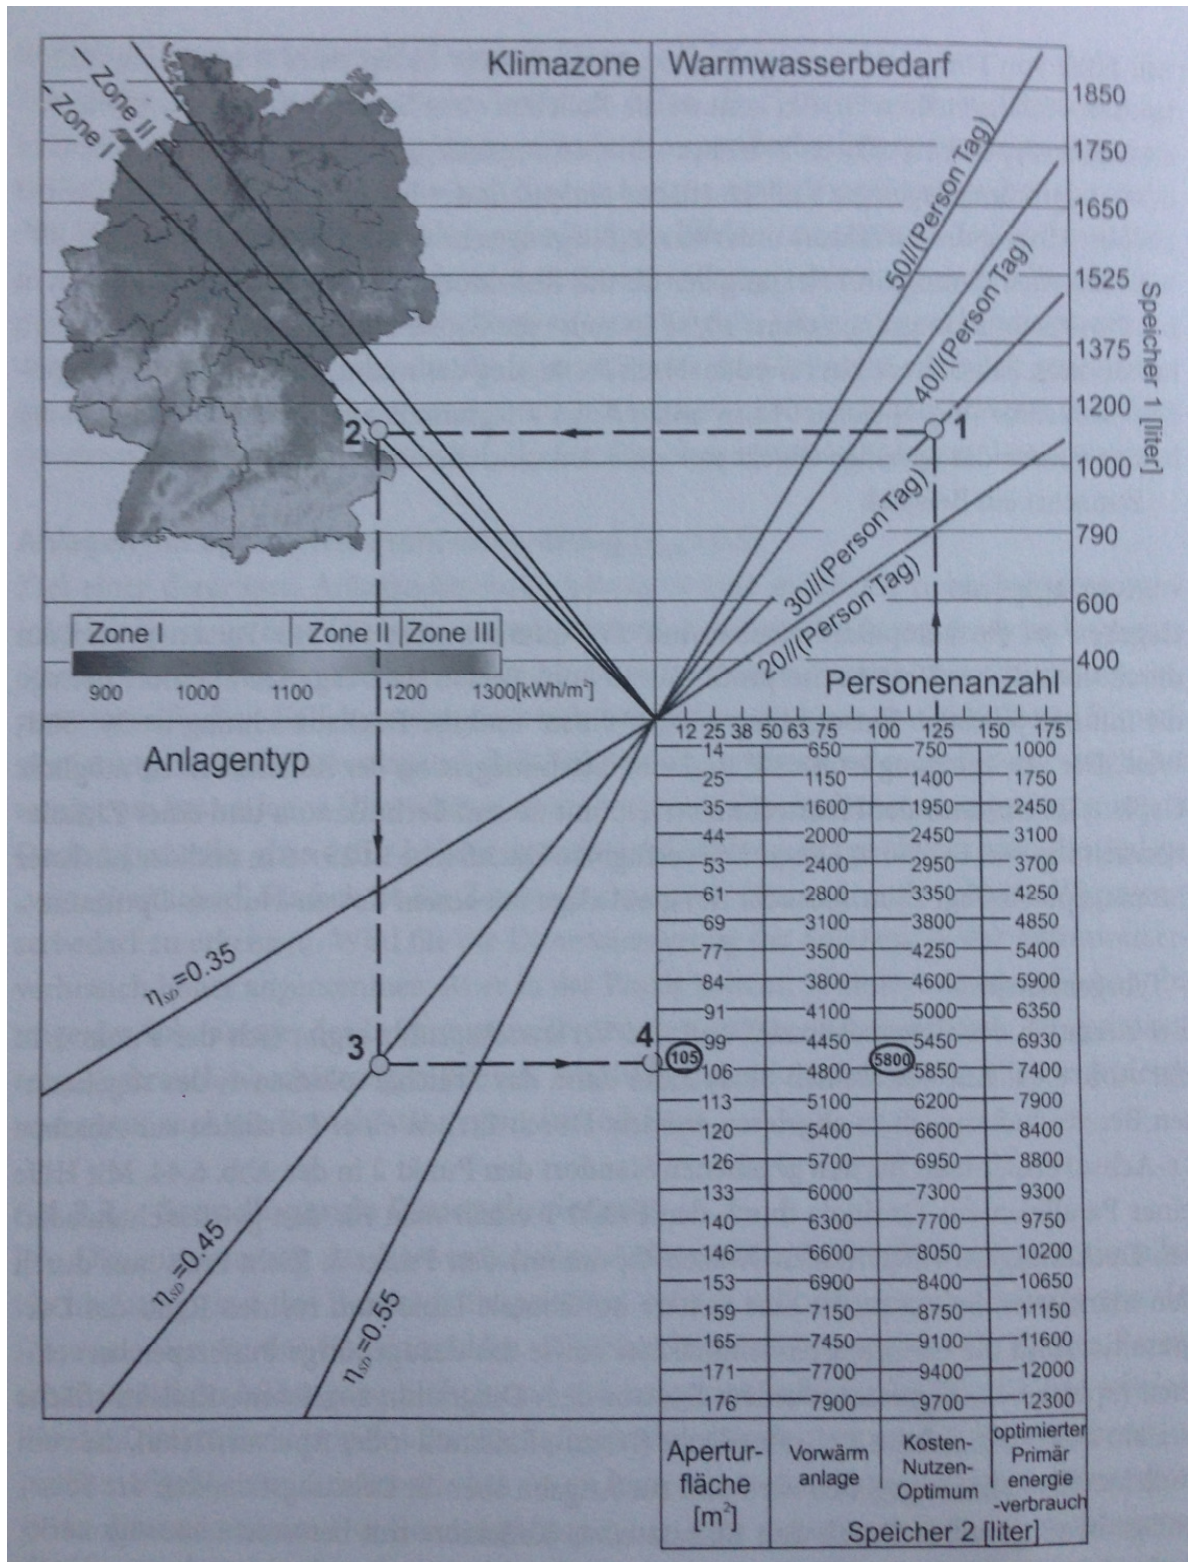 Klimazone Warmwasserbedarf
Zone II
Zone I
1850
1750
1650
1525
1375
1200
1000
790
600
400
Speicher 1 [liter]
50l/(Person Tag)
40l/(Person Tag)
30l/(Person Tag)
20l/(Person Tag)
2
1
Zone I Zone II Zone III
900 1000 1100 1200 1300[kWh/m²]
Personenanzahl
12 25 38 50 63 75 100 125 150 175
Anlagentyp
14 650 750 1000
25 1150 1400 1750
35 1600 1950 2450
44 2000 2450 3100
53 2400 2950 3700
61 2800 3350 4250
69 3100 3800 4850
77 3500 4250 5400
84 3800 4600 5900
91 4100 5000 6350
99 4450 5450 6930
3 4 105 5800
106 4800 5850 7400
113 5100 6200 7900
120 5400 6600 8400
126 5700 6950 8800
133 6000 7300 9300
140 6300 7700 9750
146 6600 8050 10200
153 6900 8400 10650
159 7150 8750 11150
165 7450 9100 11600
171 7700 9400 12000
176 7900 9700 12300
ηSD=0.35
ηSD=0.45
ηSD=0.55
Apertur-
fläche
[m²]
Vorwärm
anlage
Kosten-
Nutzen-
Optimum
optimierter
Primär
energie
-verbrauch
Speicher 2 [liter]